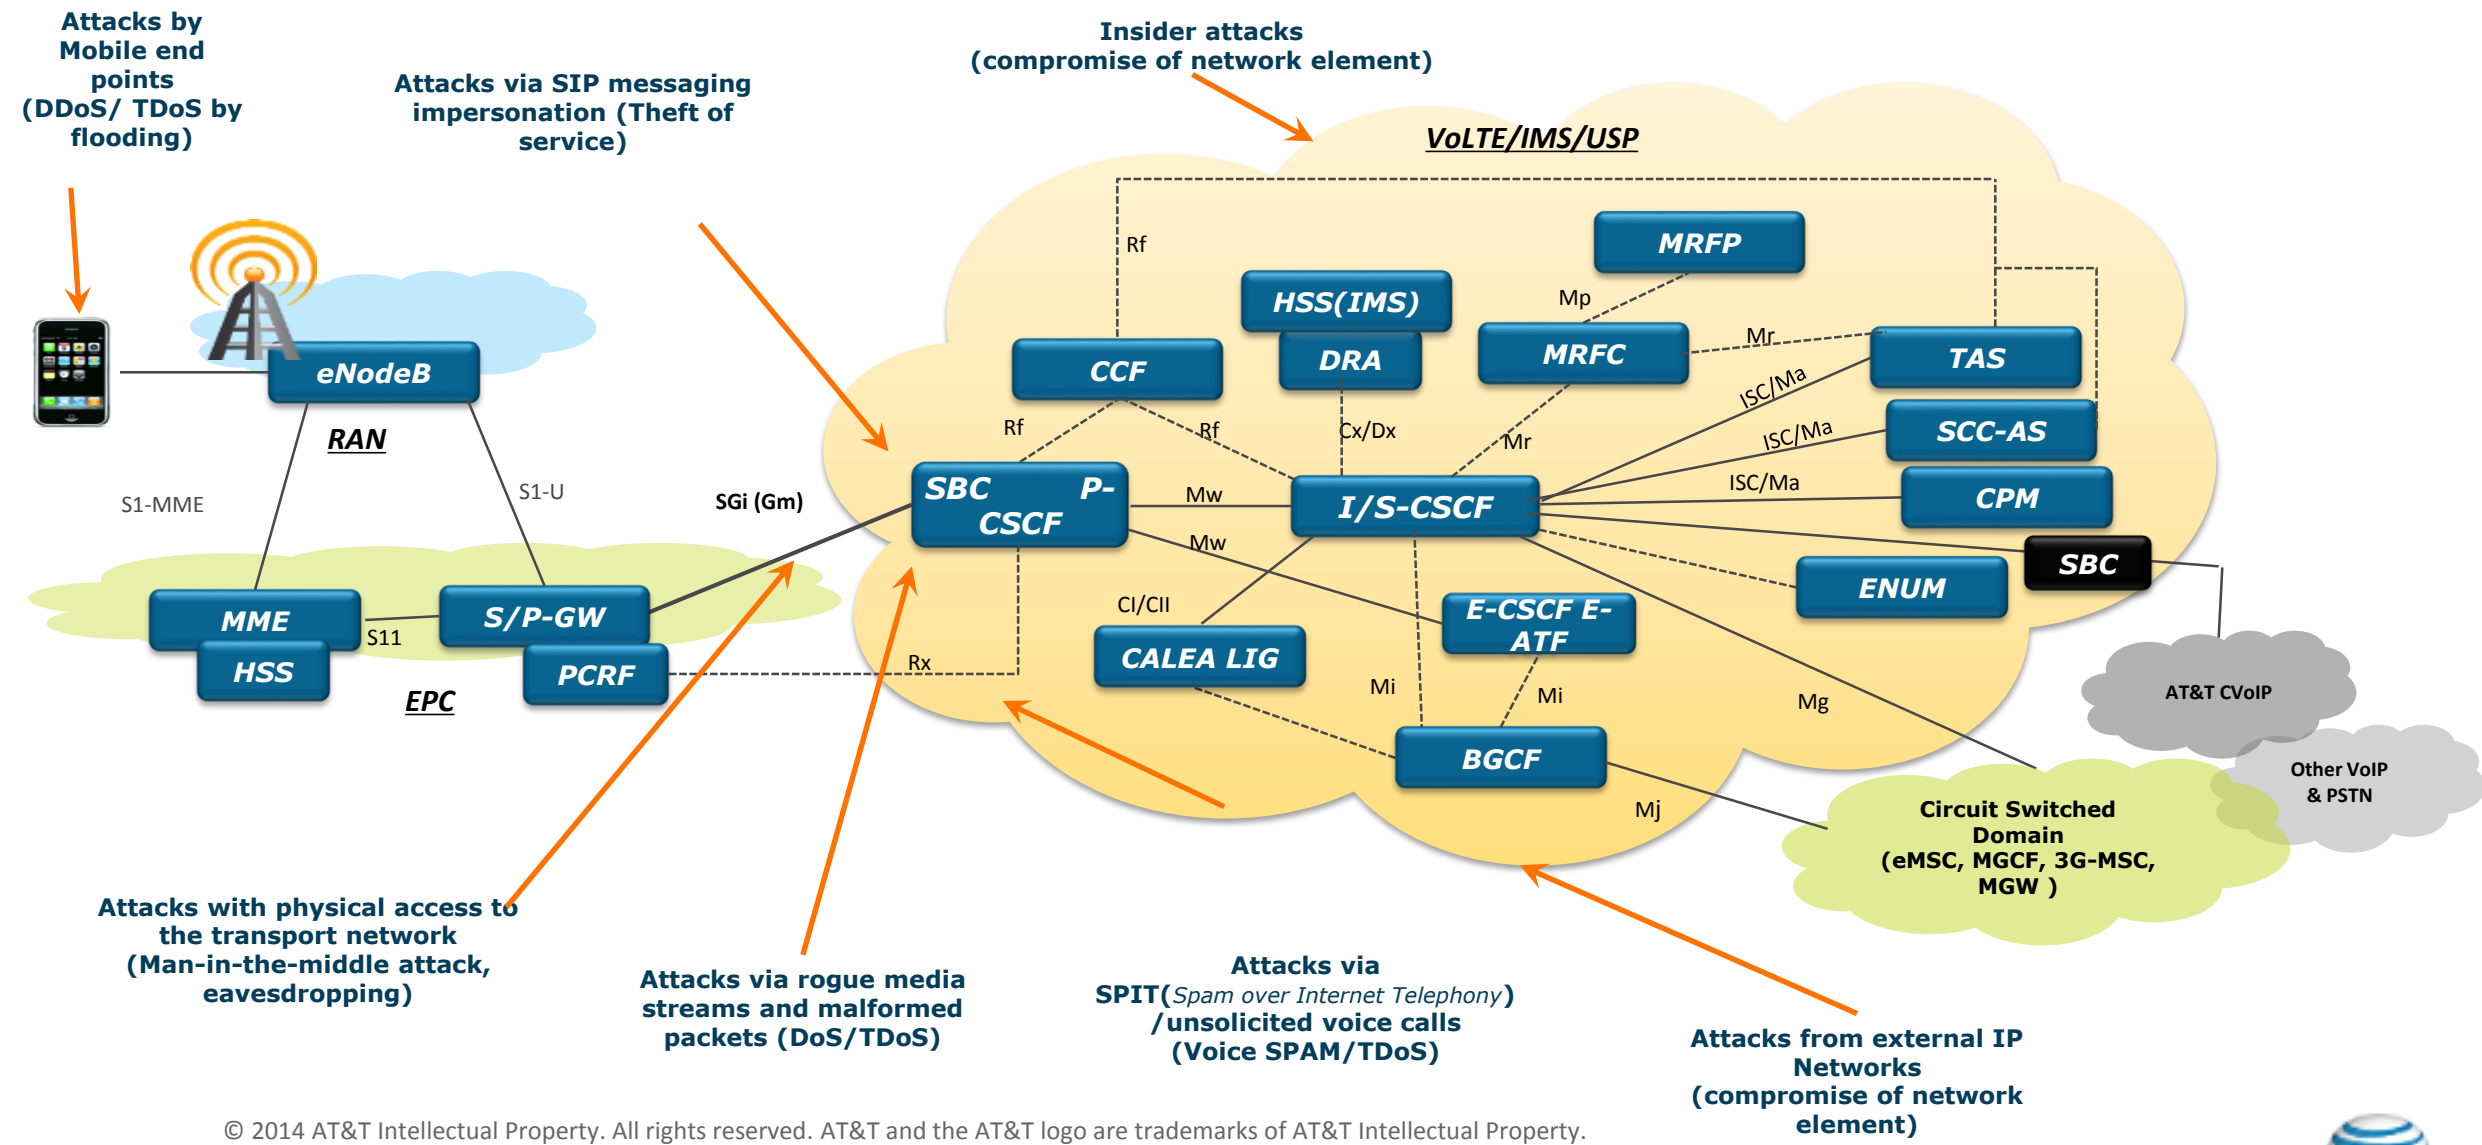 Attacks by
Mobile end
points
(DDoS/ TDoS by
flooding)
Attacks via SIP messaging
impersonation (Theft of
service)
Insider attacks
(compromise of network element)
VoLTE/IMS/USP
Rf
MRFP
HSS(IMS)
Mp
DRA
MRFC
Mr
TAS
CCF
eNodeB
ISC/Ma
RAN
Rf
Rf
Cx/Dx
Mr
ISC/Ma
SCC-AS
S1-MME
S1-U
SGi (Gm)
SBC P-
CSCF
Mw
I/S-CSCF
ISC/Ma
CPM
Mw
SBC
ENUM
MME
S11
S/P-GW
CI/CII
E-CSCF E-
ATF
HSS
PCRF
Rx
CALEA LIG
EPC
Mi
Mi
Mg
AT&T CVoIP
BGCF
Mj
Other VoIP
& PSTN
Circuit Switched
Domain
(eMSC, MGCF, 3G-MSC,
MGW )
Attacks with physical access to
the transport network
(Man-in-the-middle attack,
eavesdropping)
Attacks via rogue media
streams and malformed
packets (DoS/TDoS)
Attacks via
SPIT(Spam over Internet Telephony)
/unsolicited voice calls
(Voice SPAM/TDoS)
Attacks from external IP
Networks
(compromise of network
element)
© 2014 AT&T Intellectual Property. All rights reserved. AT&T and the AT&T logo are trademarks of AT&T Intellectual Property.